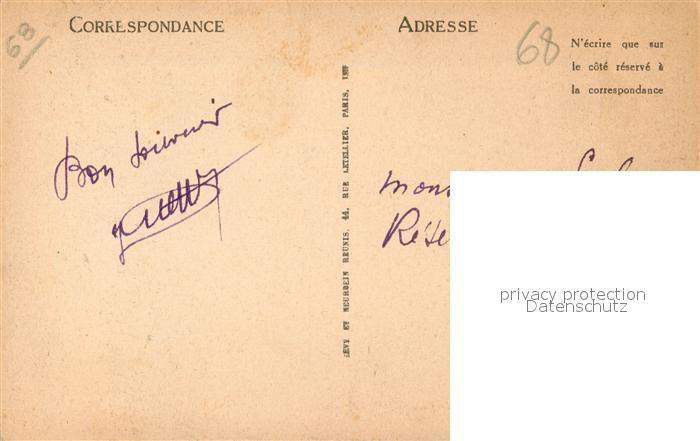 68
CORRESPONDANCE
ADRESSE
68
N'écrire que sur
le côté réservé à
la correspondance
Bon souvenir
LÉVY ET NEURDEIN RÉUNIS, 44, RUE LETELLIER, PARIS,
privacy protection
Datenschutz